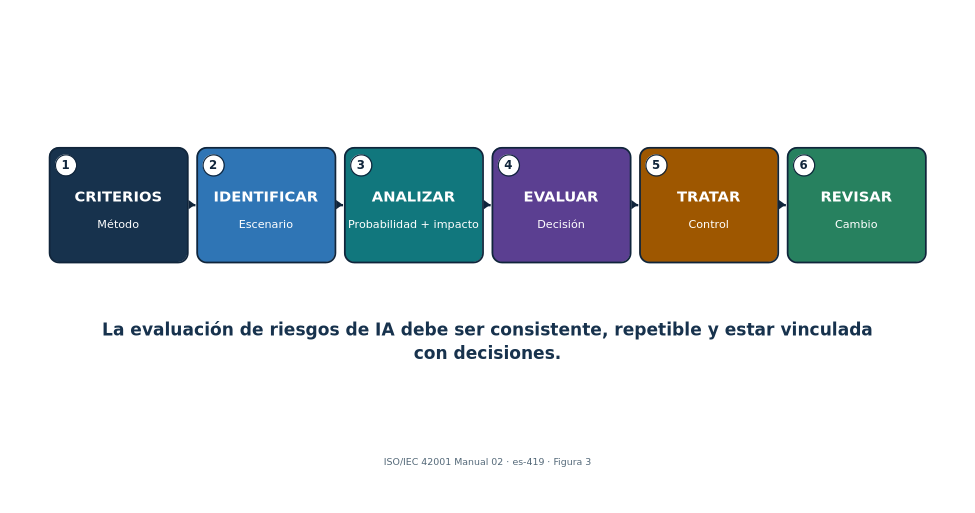 1
CRITERIOS
Método
2
IDENTIFICAR
Escenario
3
ANALIZAR
Probabilidad + impacto
4
EVALUAR
Decisión
5
TRATAR
Control
6
REVISAR
Cambio
La evaluación de riesgos de IA debe ser consistente, repetible y estar vinculada
con decisiones.
ISO/IEC 42001 Manual 02 · es-419 · Figura 3